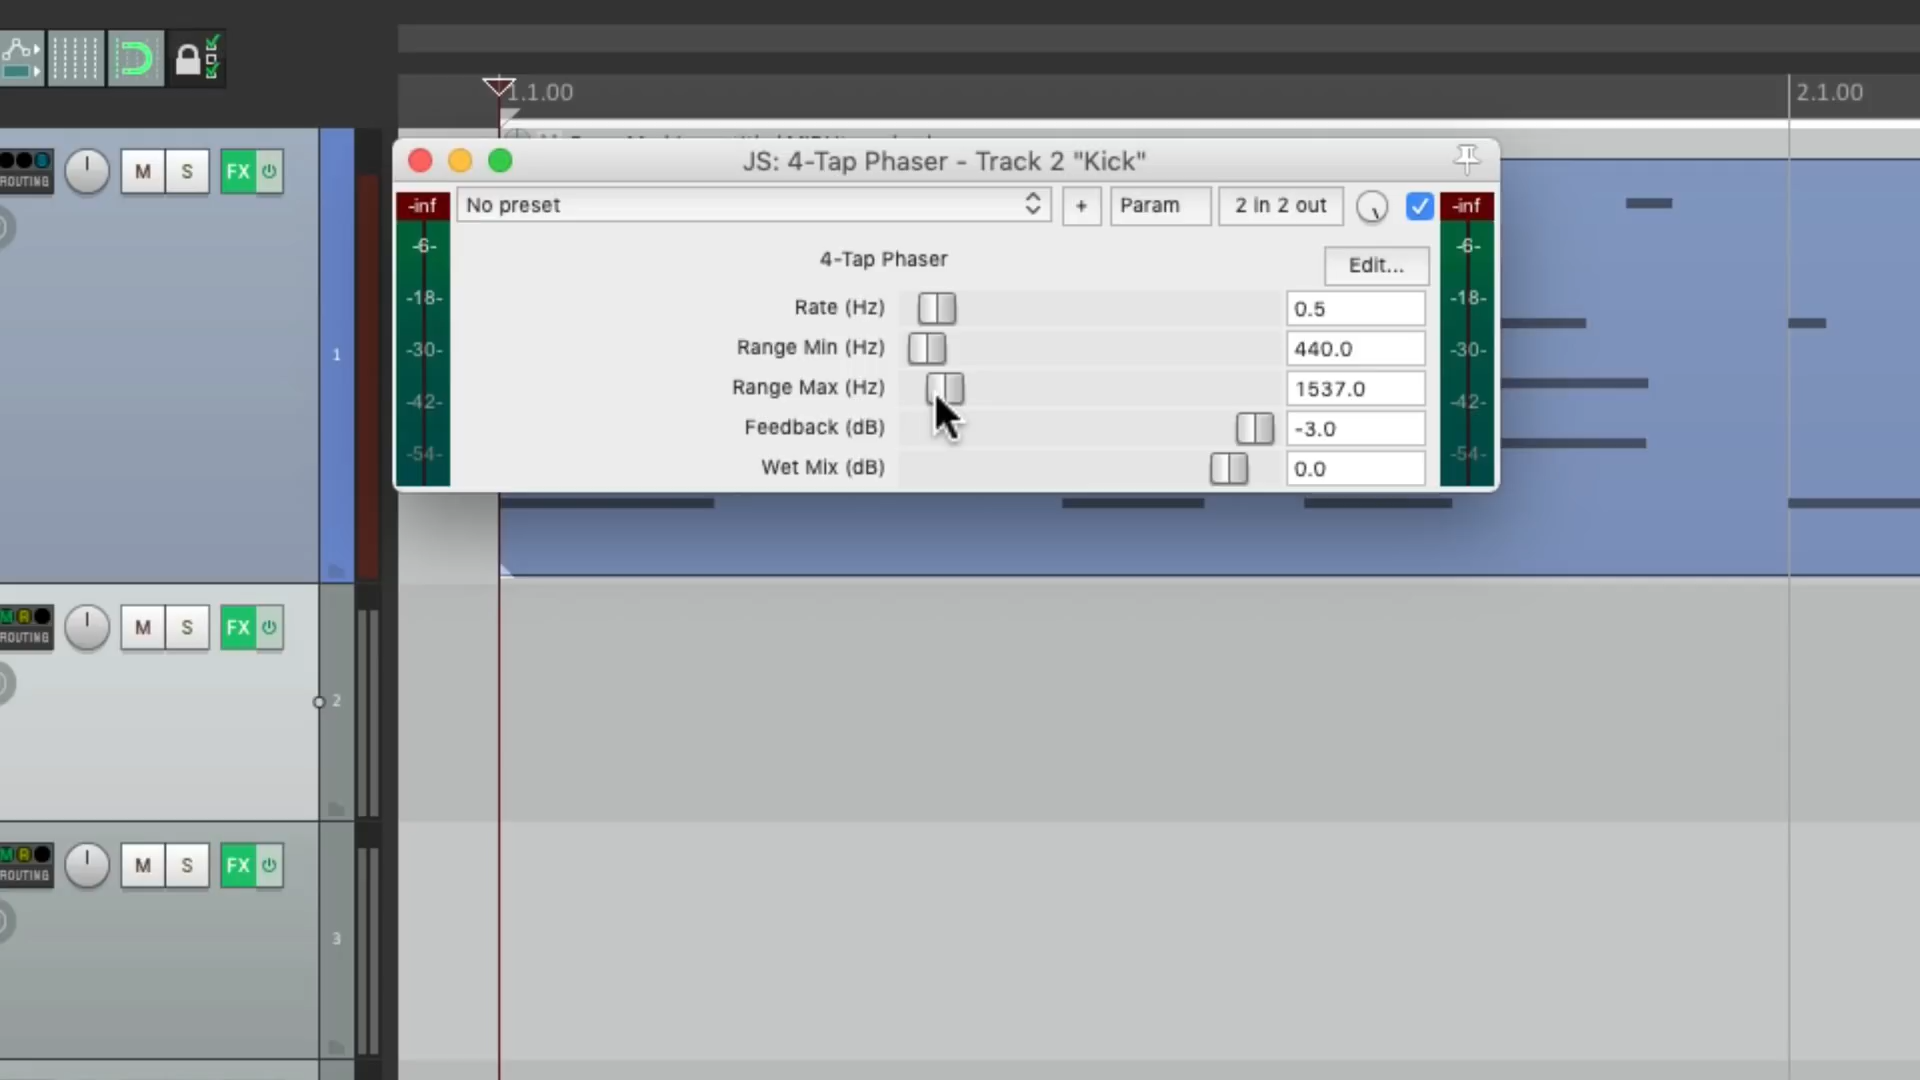 1.1.00
2.1.00
ROUTING
M
S
FX
JS: 4-Tap Phaser - Track 2 "Kick"
-inf
No preset
+
Param
2 in 2 out
-inf
-6-
-18-
-30-
-42-
-54-
4-Tap Phaser
Edit...
Rate (Hz)
0.5
Range Min (Hz)
440.0
Range Max (Hz)
1537.0
Feedback (dB)
-3.0
Wet Mix (dB)
0.0
-6-
-18-
-30-
-42-
-54-
1
M R
ROUTING
M
S
FX
2
M R
ROUTING
M
S
FX
3